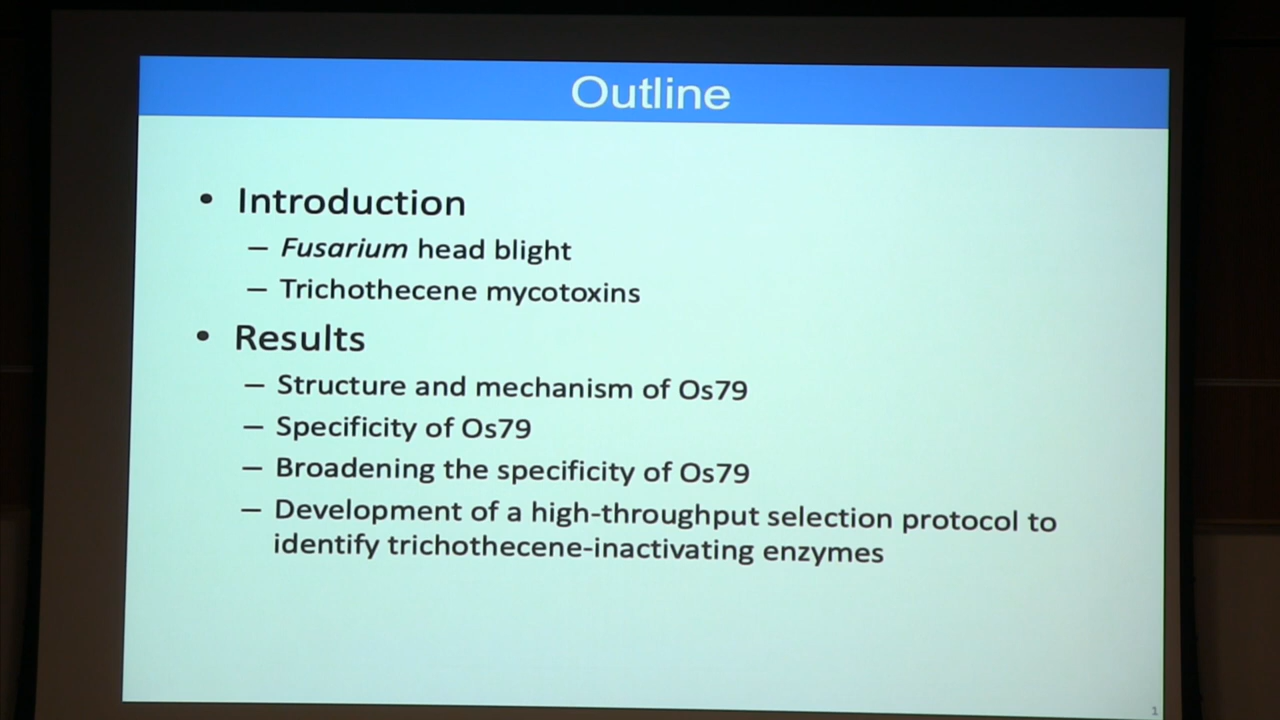 Outline
• Introduction
– Fusarium head blight
– Trichothecene mycotoxins
• Results
– Structure and mechanism of Os79
– Specificity of Os79
– Broadening the specificity of Os79
– Development of a high-throughput selection protocol to
identify trichothecene-inactivating enzymes
1